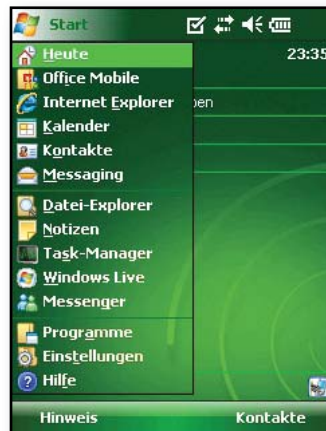 Start
Heute 23:35
Office Mobile
Internet Explorer ben
Kalender
Kontakte
Messaging
Datei-Explorer
Notizen
Task-Manager
Windows Live
Messenger
Programme
Einstellungen
Hilfe
Hinweis Kontakte